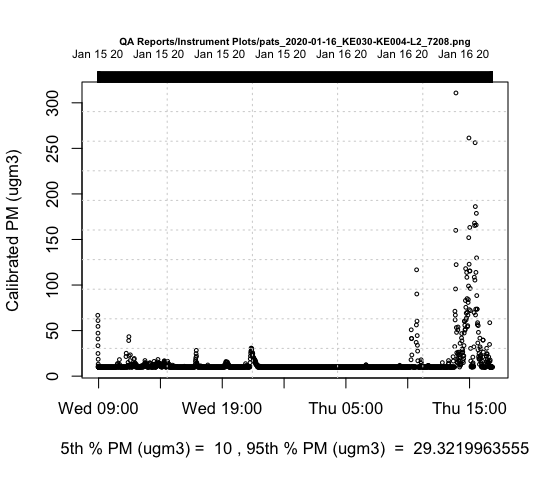 QA Reports/Instrument Plots/pats_2020-01-16_KE030-KE004-L2_7208.png
Jan 15 20 Jan 15 20 Jan 15 20 Jan 15 20 Jan 16 20 Jan 16 20 Jan 16 20
Calibrated PM (ugm3)
300
250
200
150
100
50
0
Wed 09:00 Wed 19:00 Thu 05:00 Thu 15:00
5th % PM (ugm3) = 10 , 95th % PM (ugm3) = 29.3219963555